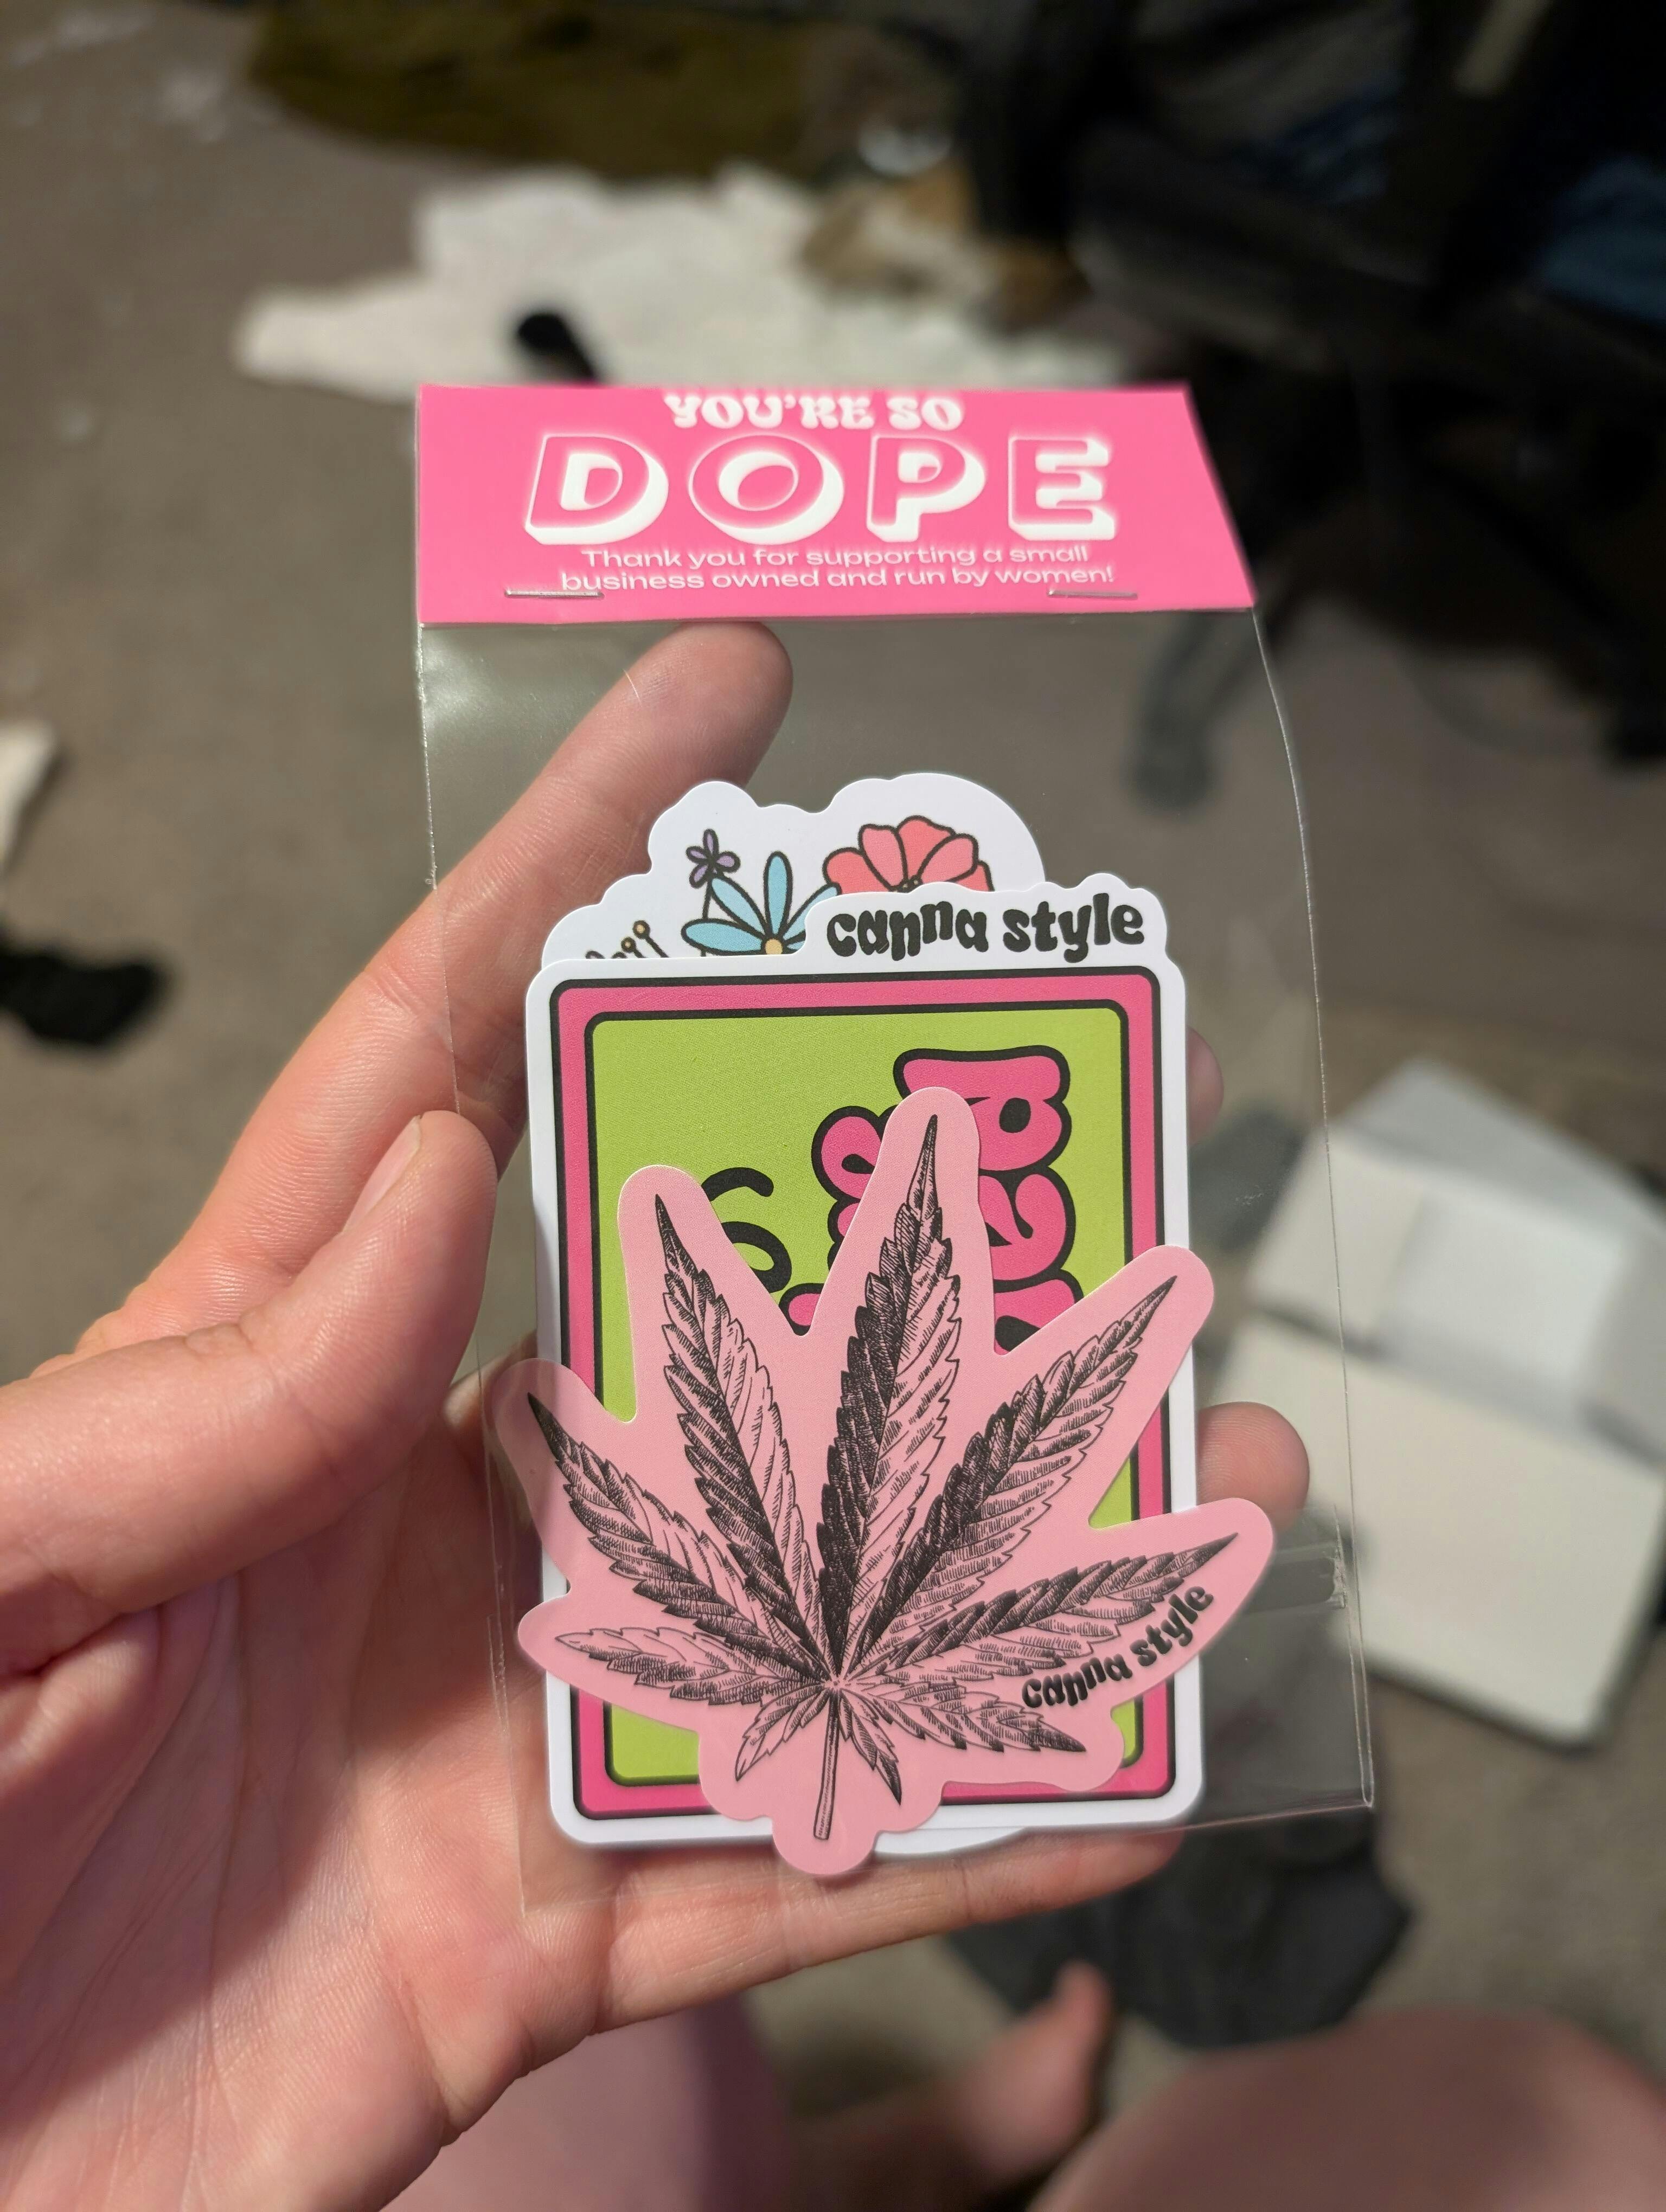 YOU'RE SO
DOPE
Thank you for supporting a small
business owned and run by women!
canna style
canna style